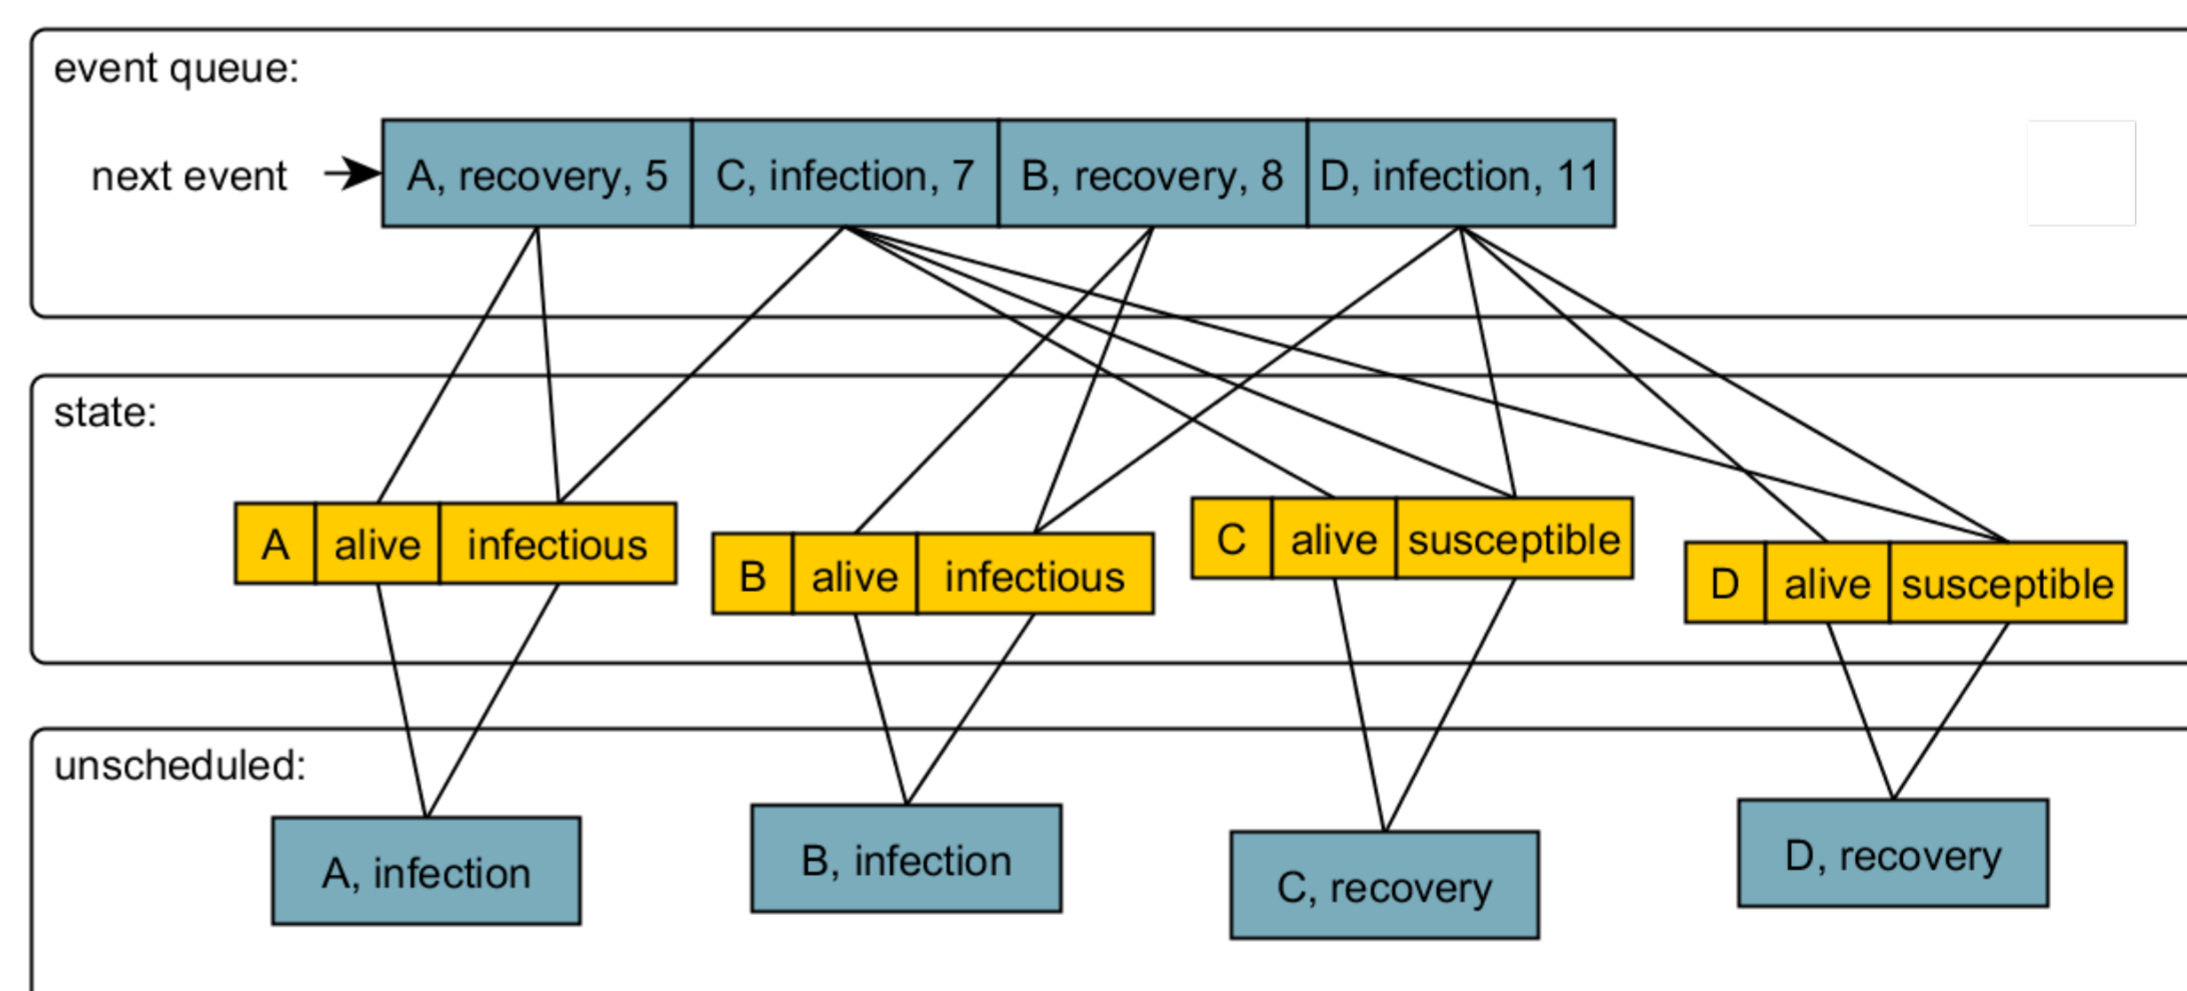 event queue:
next event
A, recovery, 5
C, infection, 7
B, recovery, 8
D, infection, 11
state:
A alive infectious
B alive infectious
C alive susceptible
D alive susceptible
unscheduled:
A, infection
B, infection
C, recovery
D, recovery